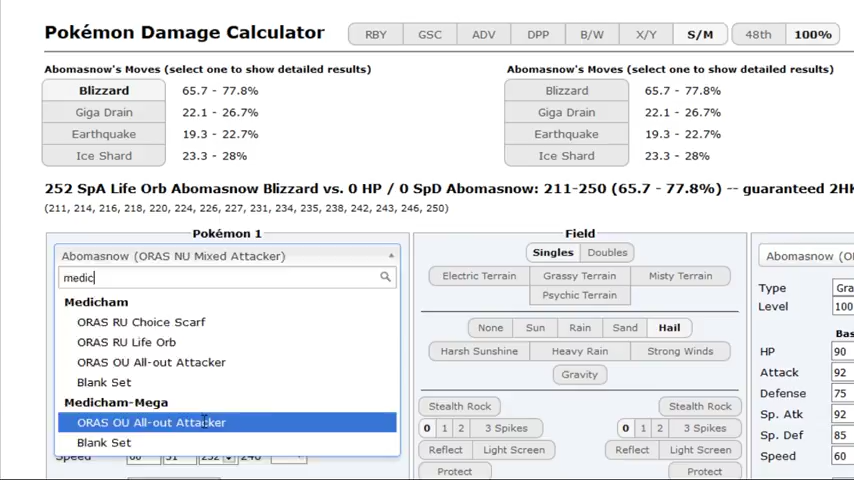 Pokémon Damage Calculator RBY GSC ADV DPP B/W X/Y S/M 48th 100%
Abomasnow's Moves (select one to show detailed results) Abomasnow's Moves (select one to show detailed results)
Blizzard 65.7 - 77.8% Blizzard 65.7 - 77.8%
Giga Drain 22.1 - 26.7% Giga Drain 22.1 - 26.7%
Earthquake 19.3 - 22.7% Earthquake 19.3 - 22.7%
Ice Shard 23.3 - 28% Ice Shard 23.3 - 28%
252 SpA Life Orb Abomasnow Blizzard vs. 0 HP / 0 SpD Abomasnow: 211-250 (65.7 - 77.8%) -- guaranteed 2HK
(211, 214, 216, 218, 220, 224, 226, 227, 231, 234, 235, 238, 242, 243, 246, 250)
Pokémon 1
Abomasnow (ORAS NU Mixed Attacker)
medic
Medicham
ORAS RU Choice Scarf
ORAS RU Life Orb
ORAS OU All-out Attacker
Blank Set
Medicham-Mega
ORAS OU All-out Attacker
Blank Set
Speed 60 31 252 240
Field
Singles Doubles
Electric Terrain Grassy Terrain Misty Terrain
Psychic Terrain
None Sun Rain Sand Hail
Harsh Sunshine Heavy Rain Strong Winds
Gravity
Stealth Rock Stealth Rock
0 1 2 3 Spikes 0 1 2 3 Spikes
Reflect Light Screen Reflect Light Screen
Protect Protect
Abomasnow (O
Type Gra
Level 100
Bas
HP 90
Attack 92
Defense 75
Sp. Atk 92
Sp. Def 85
Speed 60